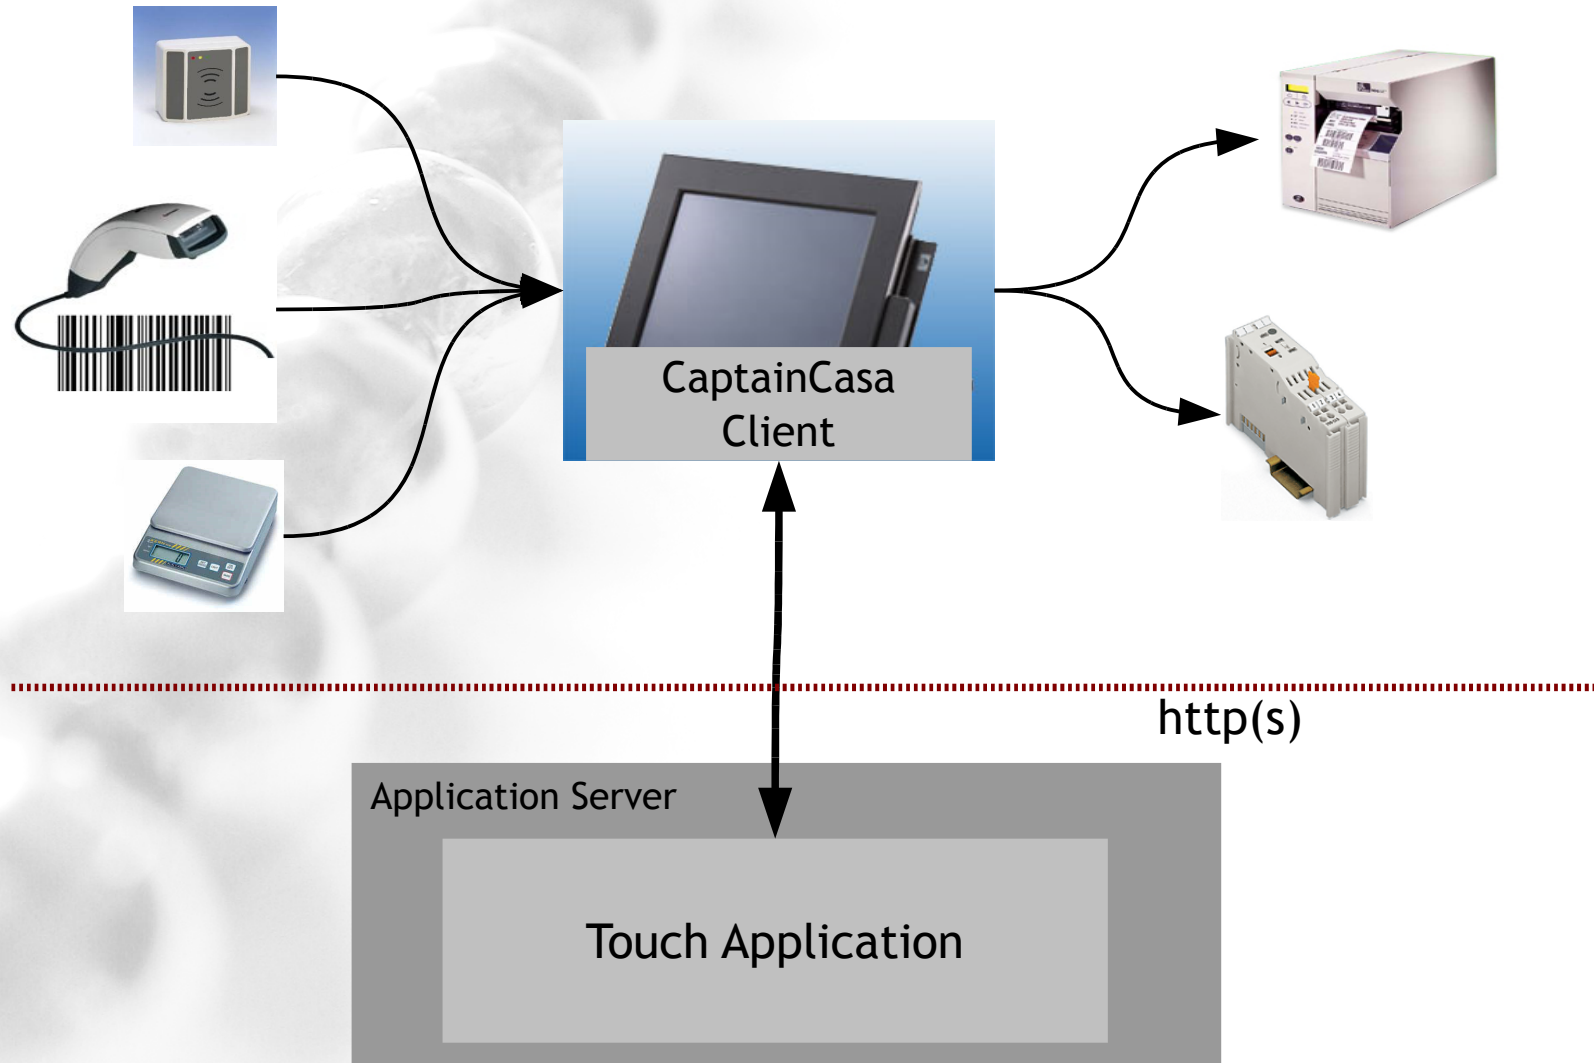 CaptainCasa
Client
http(s)
Application Server
Touch Application